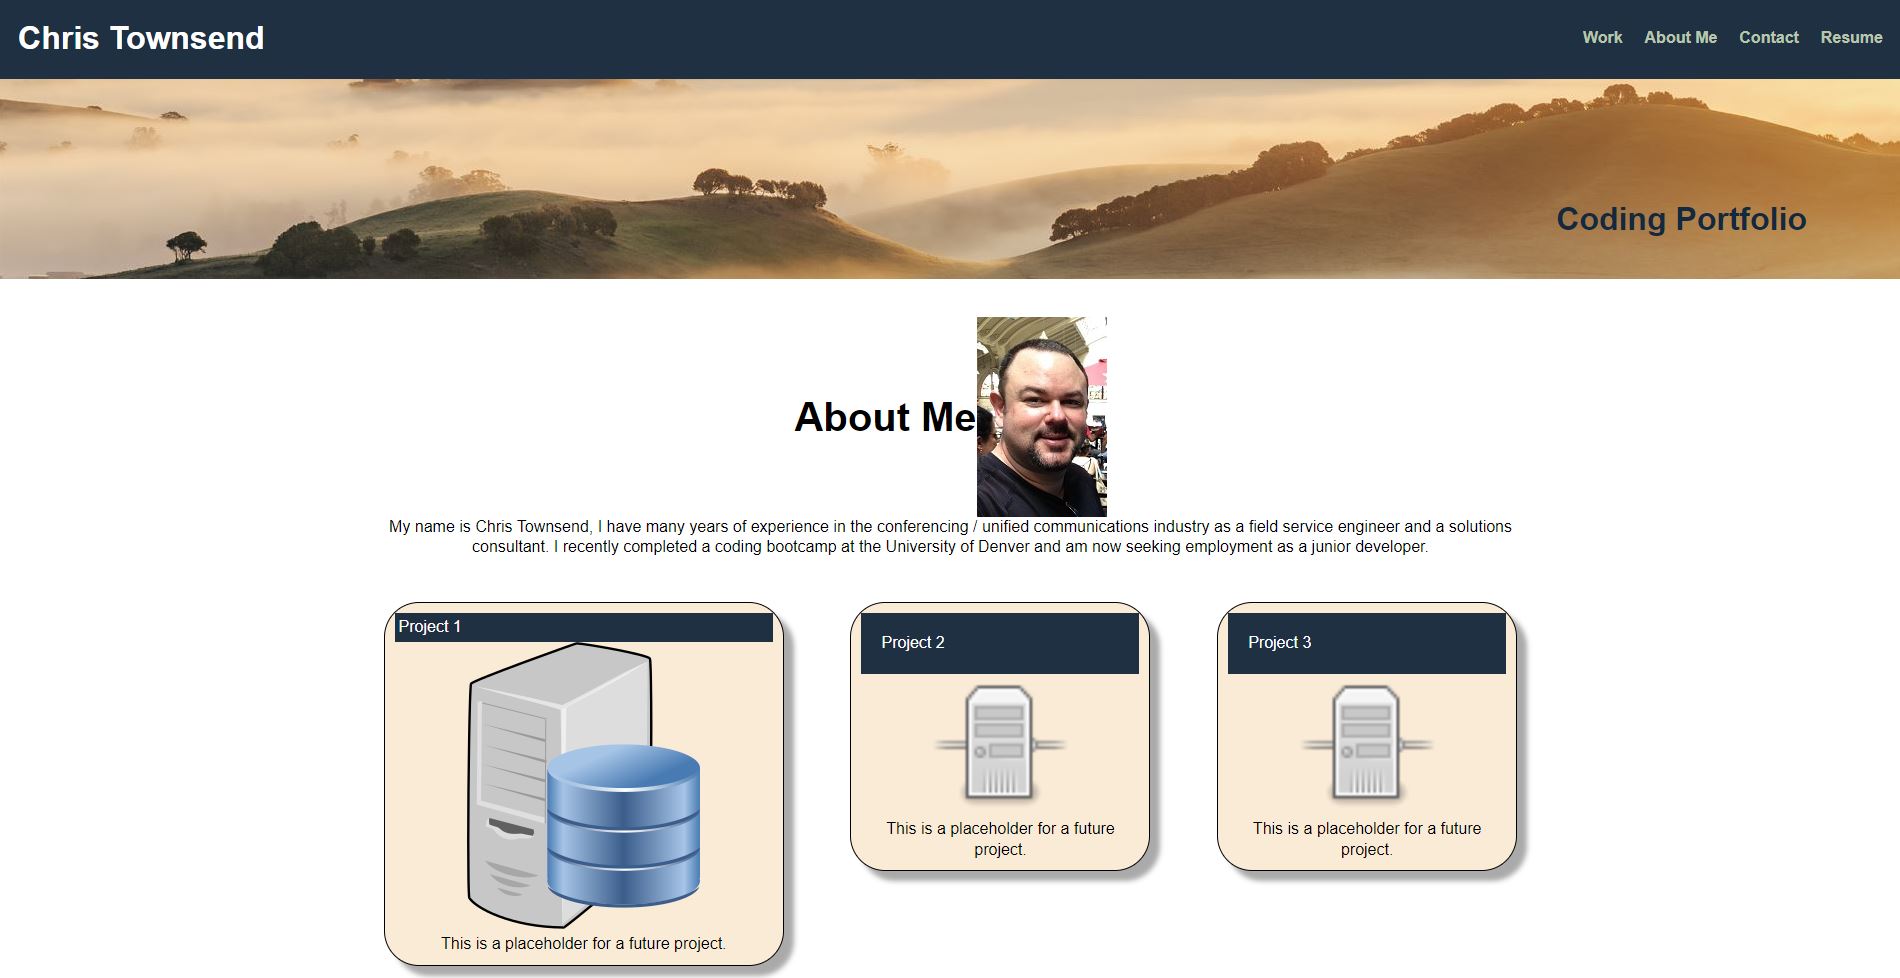 Chris Townsend
Work About Me Contact Resume
Coding Portfolio
About Me
My name is Chris Townsend, I have many years of experience in the conferencing / unified communications industry as a field service engineer and a solutions
consultant. I recently completed a coding bootcamp at the University of Denver and am now seeking employment as a junior developer.
Project 1
This is a placeholder for a future project.
Project 2
This is a placeholder for a future
project.
Project 3
This is a placeholder for a future
project.